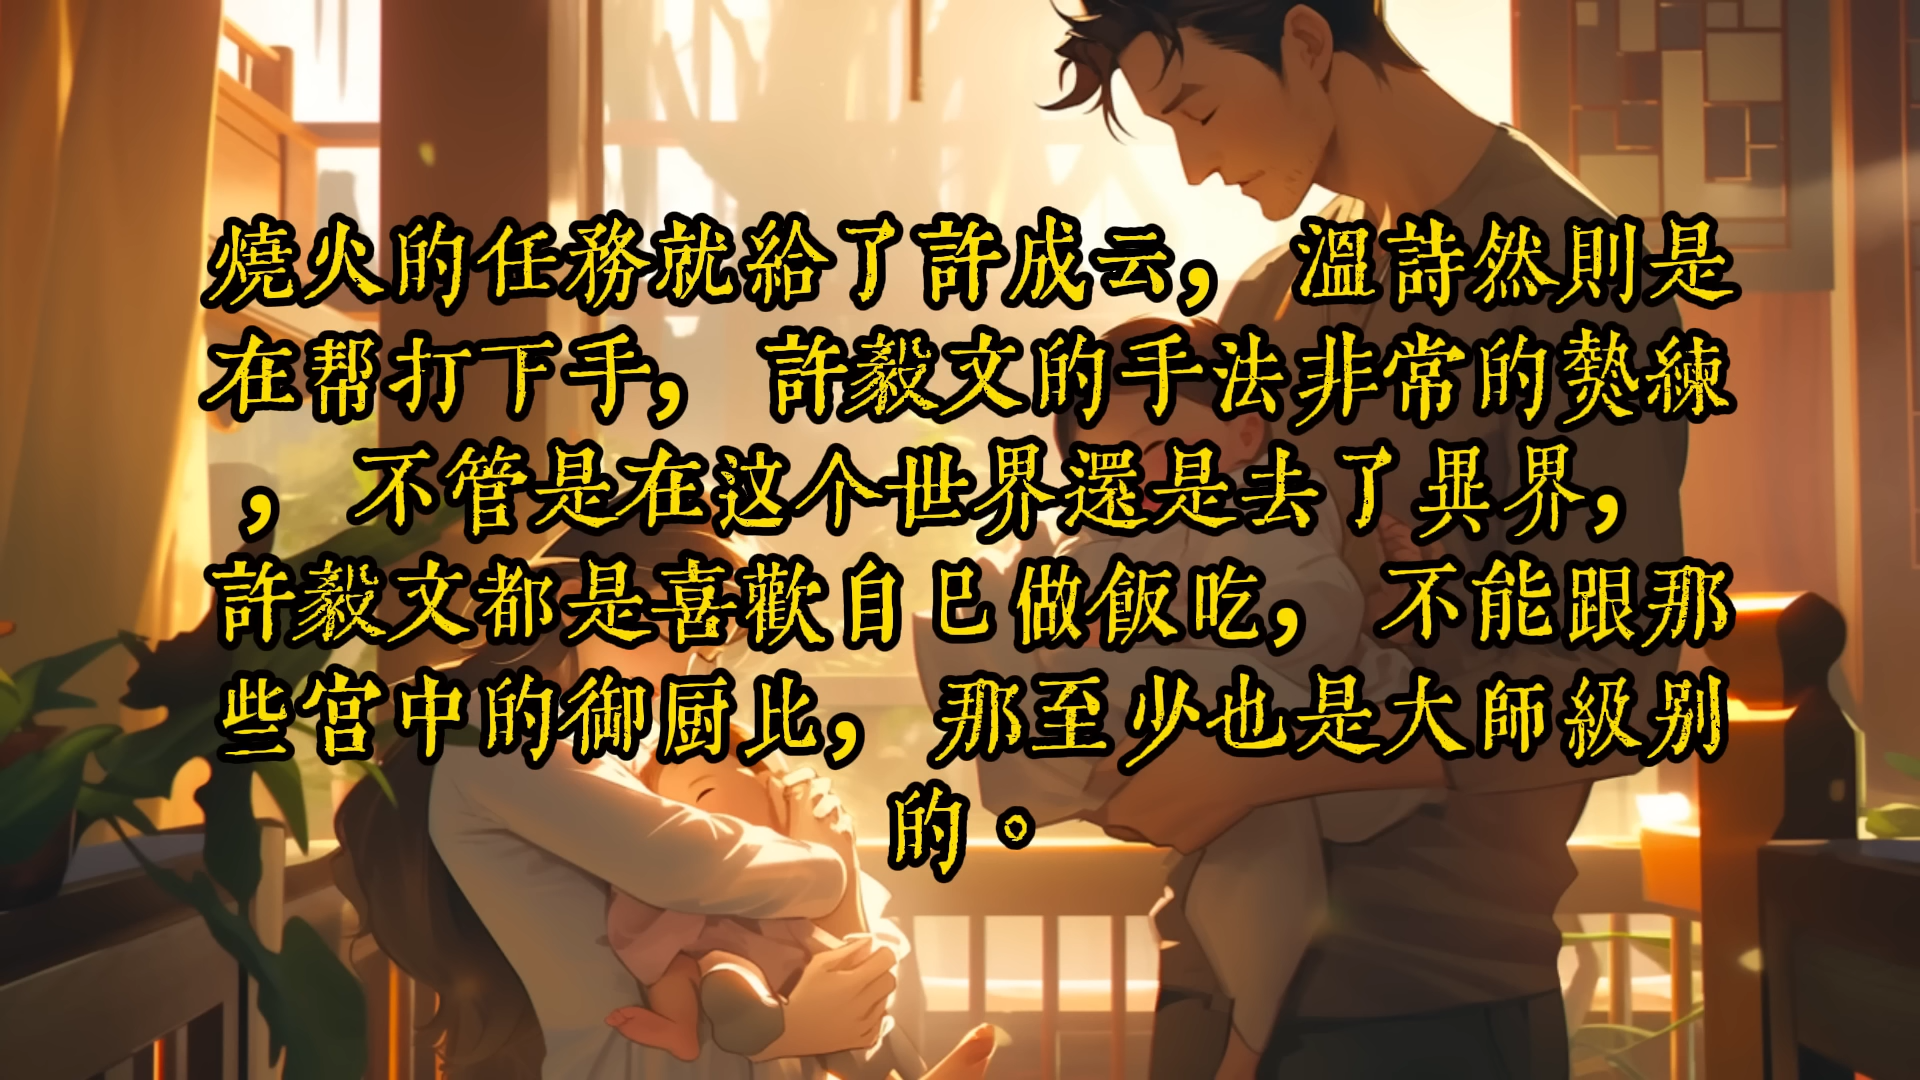 燒火的任務就給了許成云，溫詩然則是
在帮打下手，許毅文的手法非常的熟練
，不管是在这个世界還是去了異界，
許毅文都是喜歡自己做飯吃，不能跟那
些宫中的御厨比，那至少也是大師級别
的。